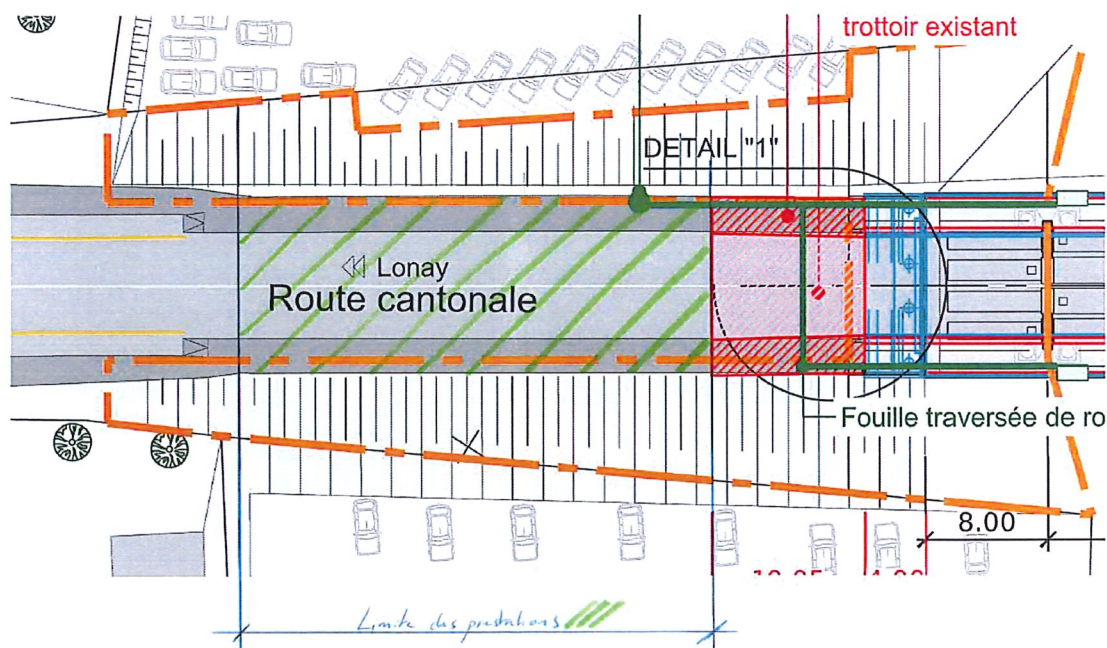 trottoir existant
DETAIL "1"
Lonay
Route cantonale
Fouille traversée de ro
8.00
Limite des prestations